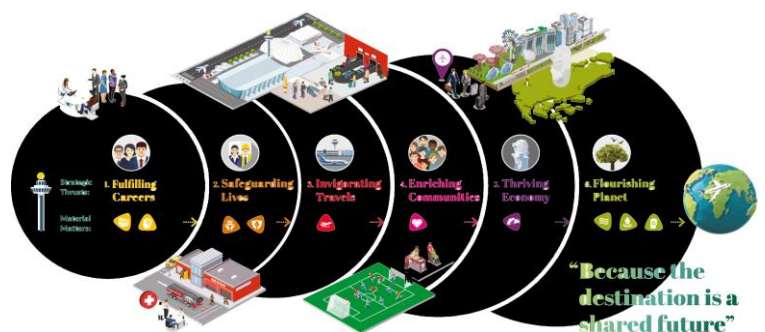 Strategic
Thrusts:
1. Fulfilling
Careers
2. Safeguarding
Lives
3. Invigorating
Travels
4. Enriching
Communities
5. Thriving
Economy
6. Flourishing
Planet
Material
Matters:
“Because the
destination is a
shared future”